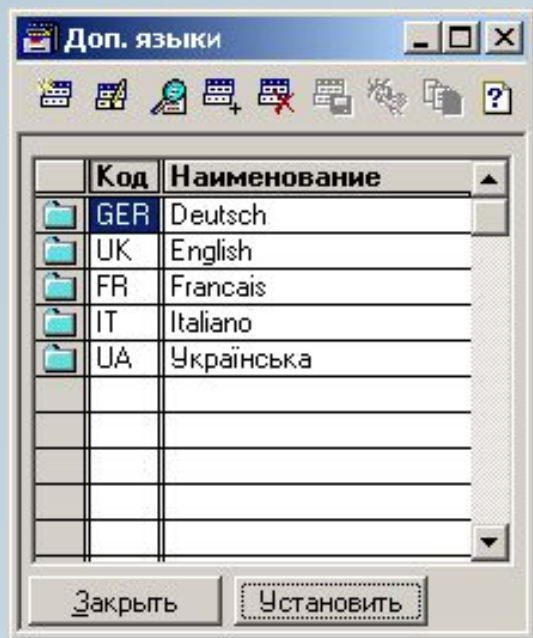 Доп. языки
Код Наименование
GER Deutsch
UK English
FR Francais
IT Italiano
UA Українська
Закрыть Установить